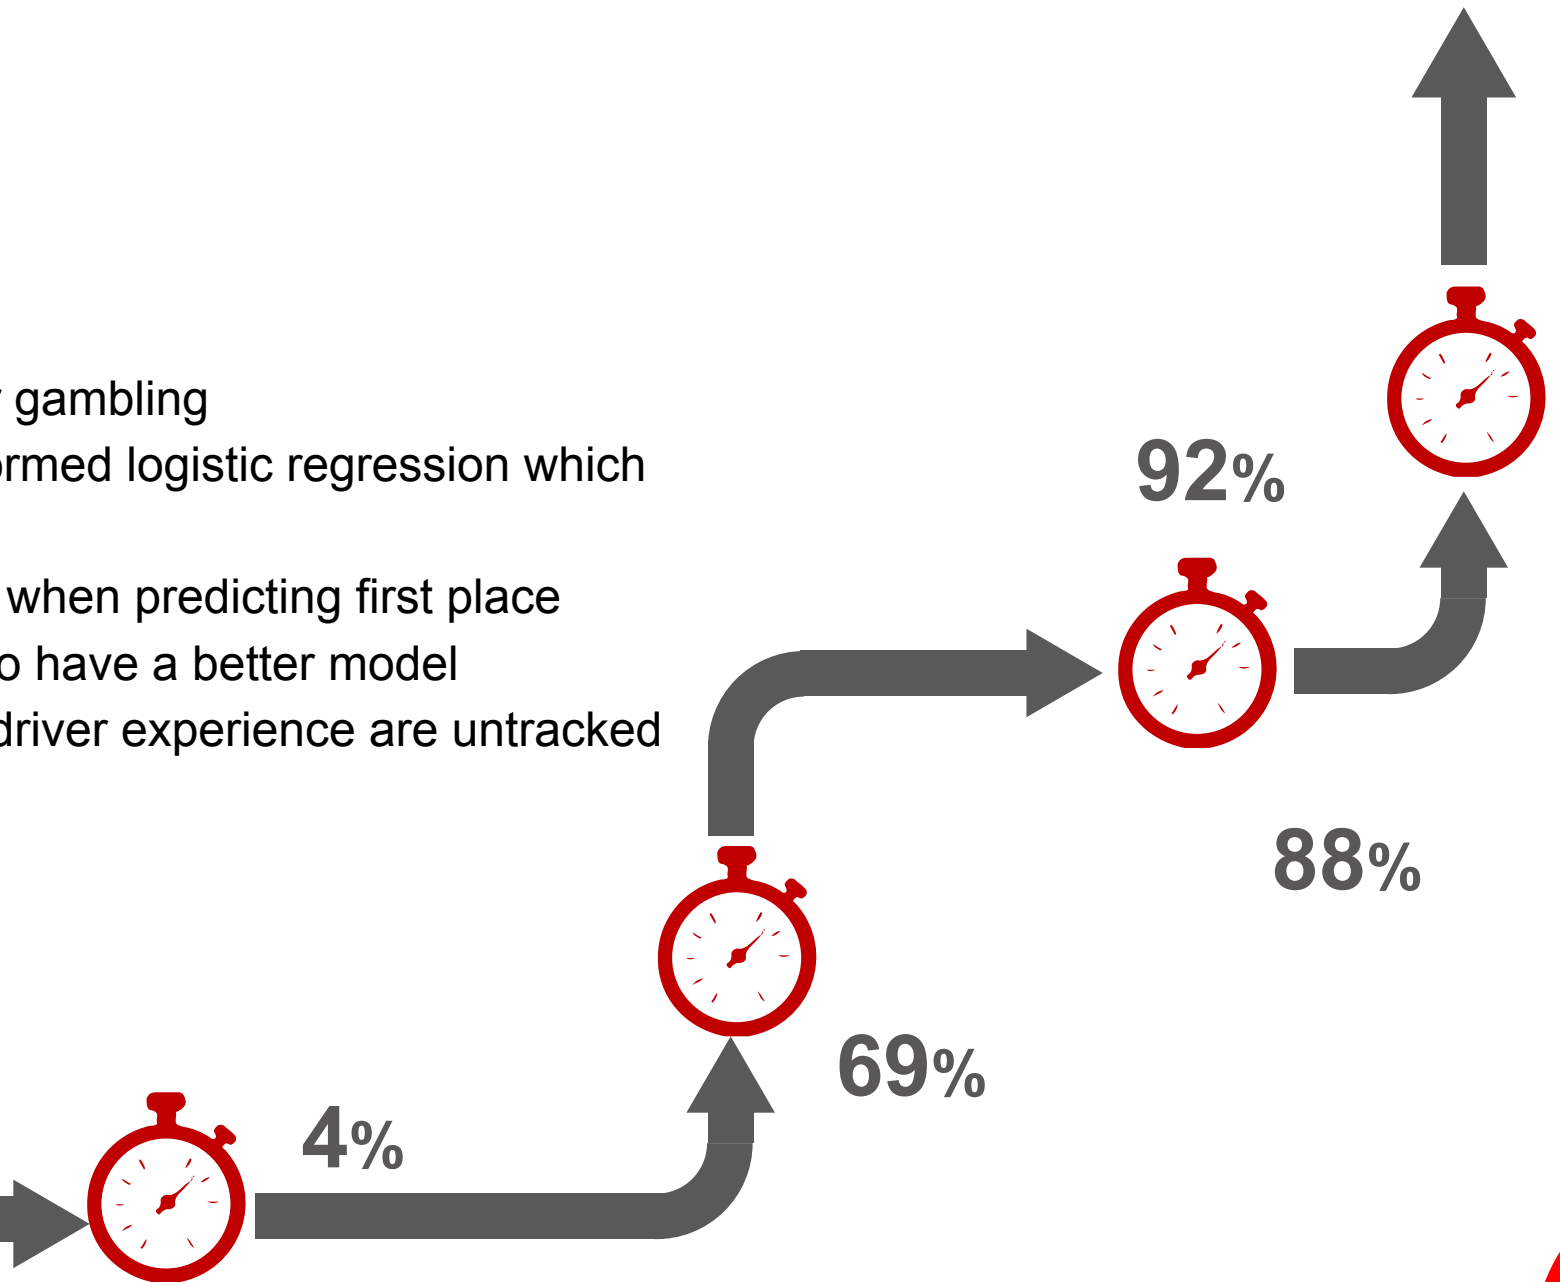 gambling
ormed logistic regression which
when predicting first place
o have a better model
driver experience are untracked
92%
88%
69%
4%